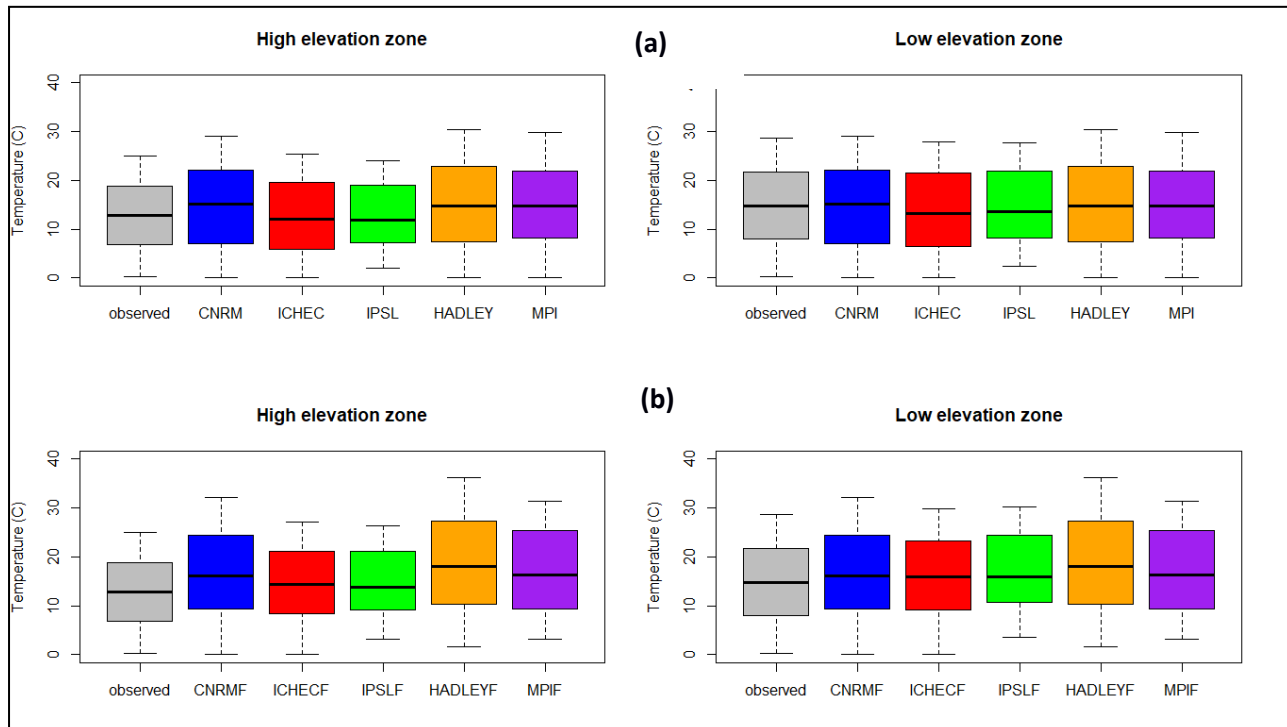 (a)
High elevation zone
Temperature (C)
0 10 20 30 40
observed CNRM ICHEC IPSL HADLEY MPI
Low elevation zone
Temperature (C)
0 10 20 30
observed CNRM ICHEC IPSL HADLEY MPI
(b)
High elevation zone
Temperature (C)
0 10 20 30 40
observed CNRMF ICHECF IPSLF HADLEYF MPIF
Low elevation zone
Temperature (C)
0 10 20 30 40
observed CNRMF ICHECF IPSLF HADLEYF MPIF